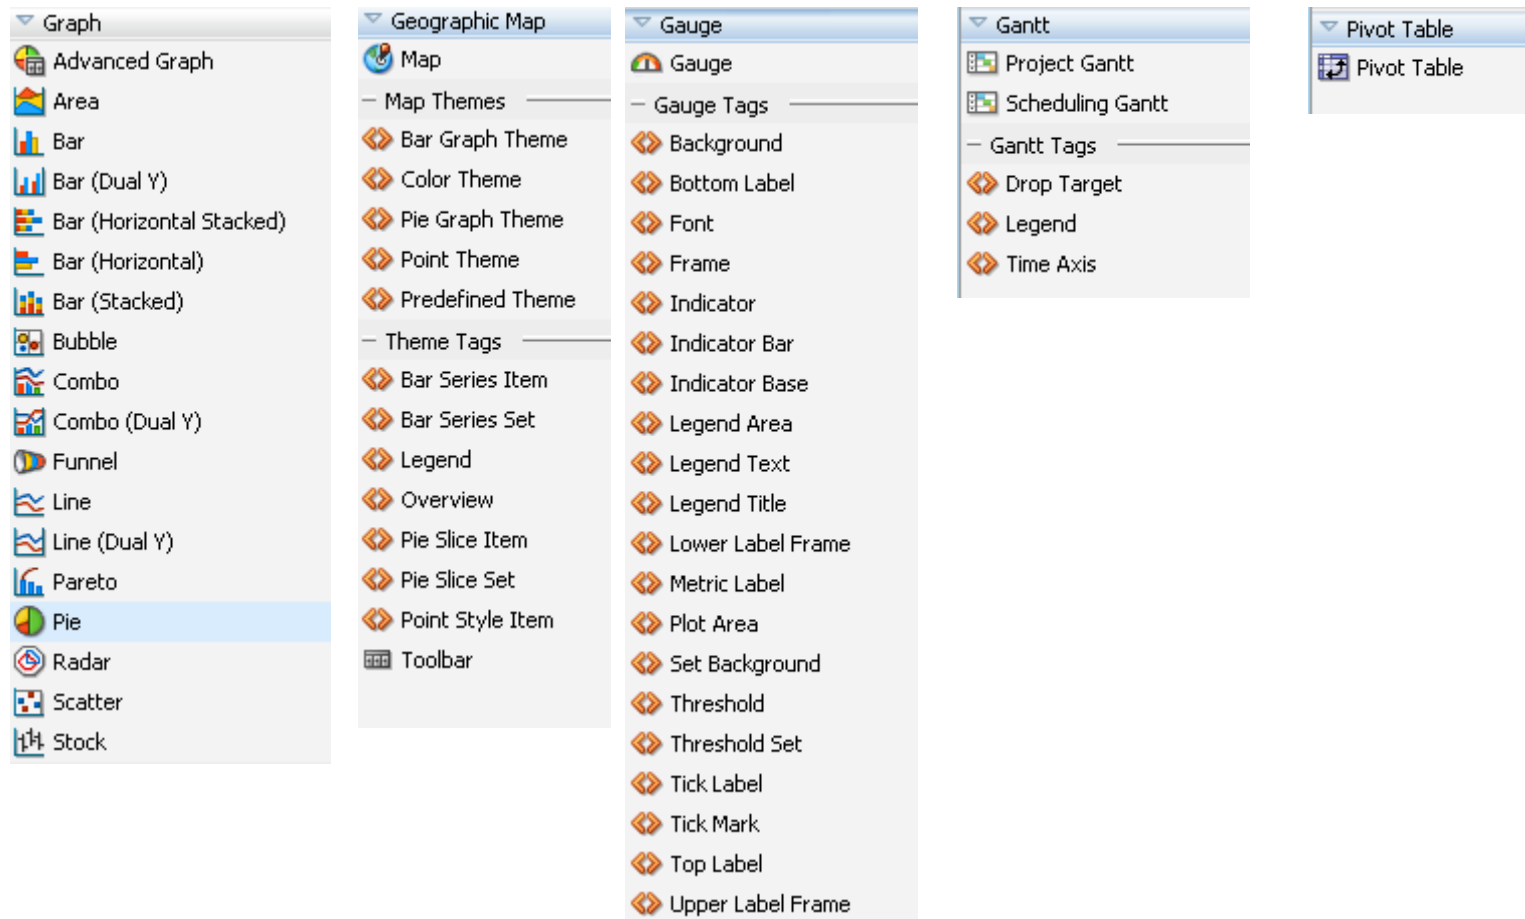 Graph
Advanced Graph
Area
Bar
Bar (Dual Y)
Bar (Horizontal Stacked)
Bar (Horizontal)
Bar (Stacked)
Bubble
Combo
Combo (Dual Y)
Funnel
Line
Line (Dual Y)
Pareto
Pie
Radar
Scatter
Stock
Geographic Map
Map
Map Themes
Bar Graph Theme
Color Theme
Pie Graph Theme
Point Theme
Predefined Theme
Theme Tags
Bar Series Item
Bar Series Set
Legend
Overview
Pie Slice Item
Pie Slice Set
Point Style Item
Toolbar
Gauge
Gauge
Gauge Tags
Background
Bottom Label
Font
Frame
Indicator
Indicator Bar
Indicator Base
Legend Area
Legend Text
Legend Title
Lower Label Frame
Metric Label
Plot Area
Set Background
Threshold
Threshold Set
Tick Label
Tick Mark
Top Label
Upper Label Frame
Gantt
Project Gantt
Scheduling Gantt
Gantt Tags
Drop Target
Legend
Time Axis
Pivot Table
Pivot Table